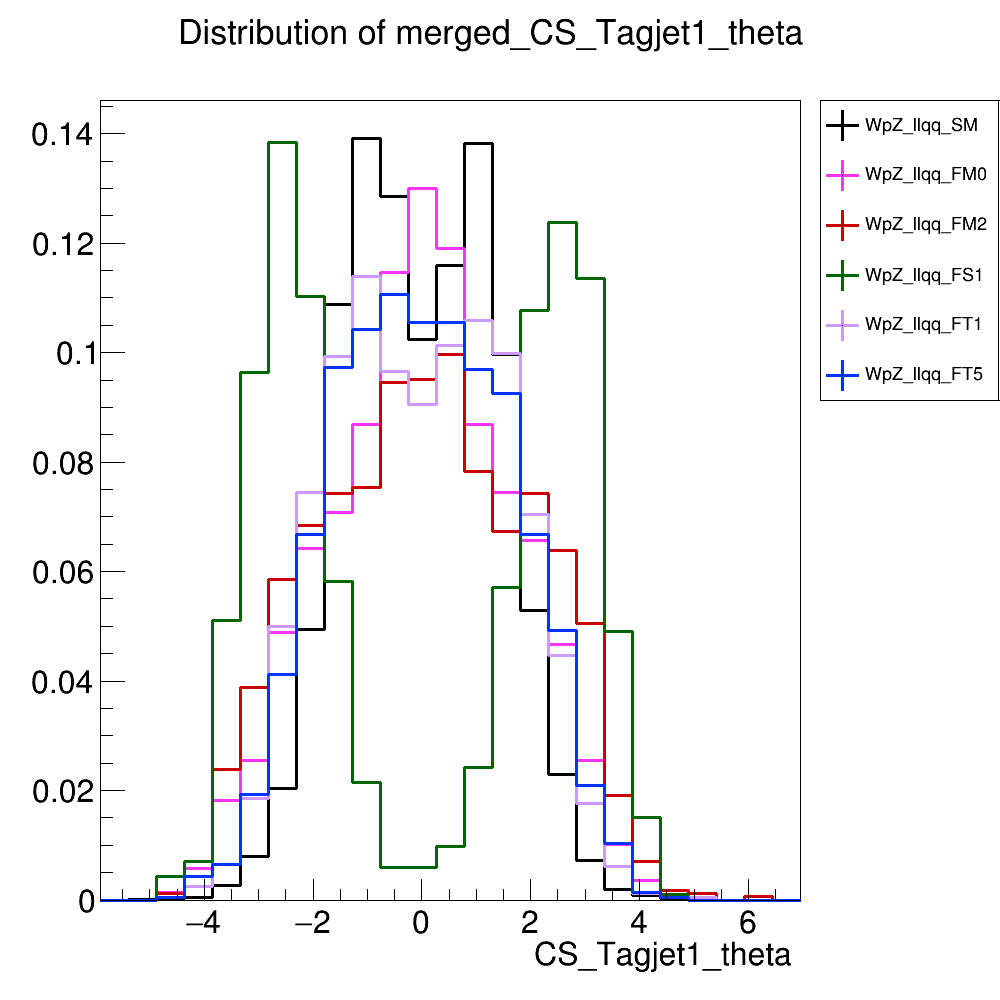 Distribution of merged_CS_Tagjet1_theta
0.14
0.12
0.1
0.08
0.06
0.04
0.02
0
−4 −2 0 2 4 6
CS_Tagjet1_theta
WpZ_llqq_SM
WpZ_llqq_FM0
WpZ_llqq_FM2
WpZ_llqq_FS1
WpZ_llqq_FT1
WpZ_llqq_FT5